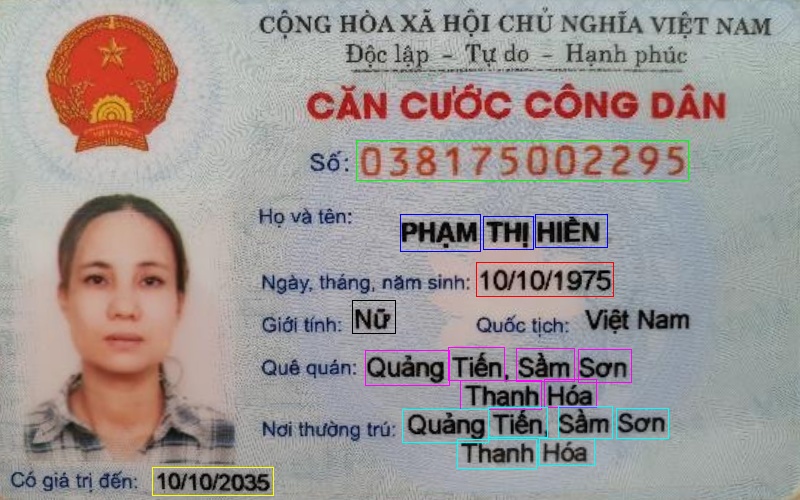 CỘNG HÒA XÃ HỘI CHỦ NGHĨA VIỆT NAM
Độc lập - Tự do - Hạnh phúc
CĂN CƯỚC CÔNG DÂN
Số: 038175002295
Họ và tên: PHẠM THỊ HIỀN
Ngày, tháng, năm sinh: 10/10/1975
Giới tính: Nữ Quốc tịch: Việt Nam
Quê quán: Quảng Tiến, Sầm Sơn
Thanh Hóa
Nơi thường trú: Quảng Tiến, Sầm Sơn
Thanh Hóa
Có giá trị đến: 10/10/2035